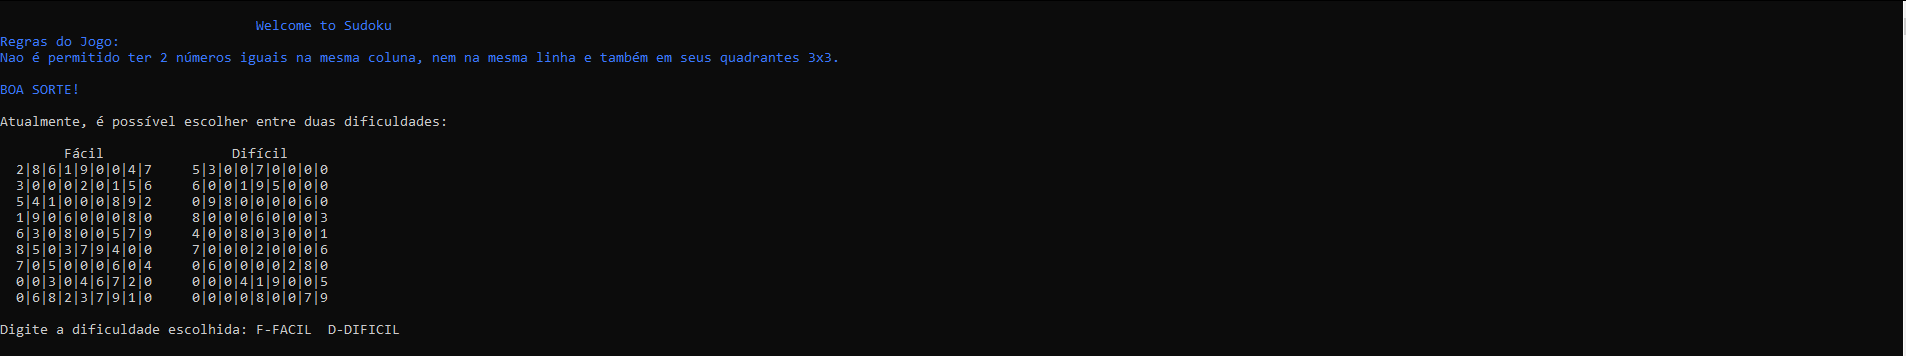 Welcome to Sudoku
Regras do Jogo:
Nao é permitido ter 2 números iguais na mesma coluna, nem na mesma linha e também em seus quadrantes 3x3.
BOA SORTE!
Atualmente, é possível escolher entre duas dificuldades:
Fácil Difícil
2|8|6|1|9|0|0|4|7 5|3|0|0|7|0|0|0|0
3|0|0|0|2|0|1|5|6 6|0|0|1|9|5|0|0|0
5|4|1|0|0|0|8|9|2 0|9|8|0|0|0|0|6|0
1|9|0|6|0|0|0|8|0 8|0|0|0|6|0|0|0|3
6|3|0|8|0|0|5|7|9 4|0|0|8|0|3|0|0|1
8|5|0|3|7|9|4|0|0 7|0|0|0|2|0|0|0|6
7|0|5|0|0|0|6|0|4 0|6|0|0|0|0|2|8|0
0|0|3|0|4|6|7|2|0 0|0|0|4|1|9|0|0|5
0|6|8|2|3|7|9|1|0 0|0|0|0|8|0|0|7|9
Digite a dificuldade escolhida: F-FACIL D-DIFICIL